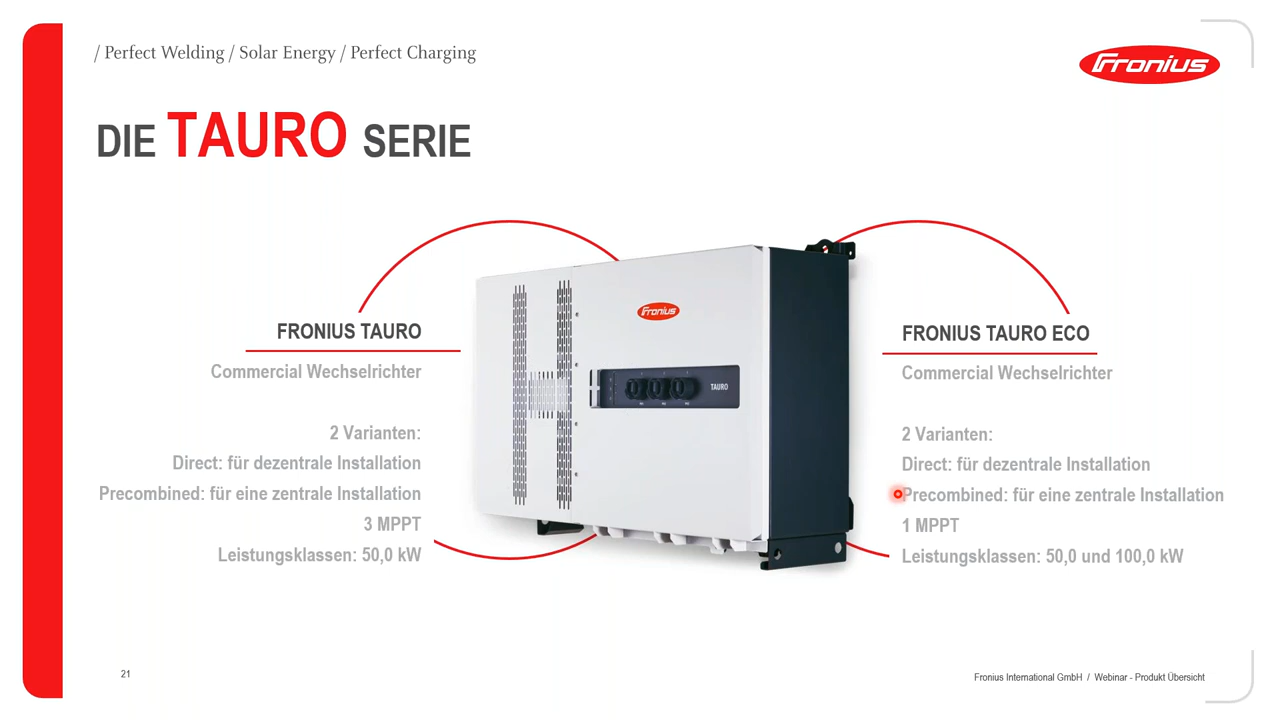 / Perfect Welding / Solar Energy / Perfect Charging
Fronius
DIE TAURO SERIE
Fronius
TAURO
FRONIUS TAURO
Commercial Wechselrichter
2 Varianten:
Direct: für dezentrale Installation
Precombined: für eine zentrale Installation
3 MPPT
Leistungsklassen: 50,0 kW
FRONIUS TAURO ECO
Commercial Wechselrichter
2 Varianten:
Direct: für dezentrale Installation
Precombined: für eine zentrale Installation
1 MPPT
Leistungsklassen: 50,0 und 100,0 kW
21
Fronius International GmbH / Webinar - Produkt Übersicht